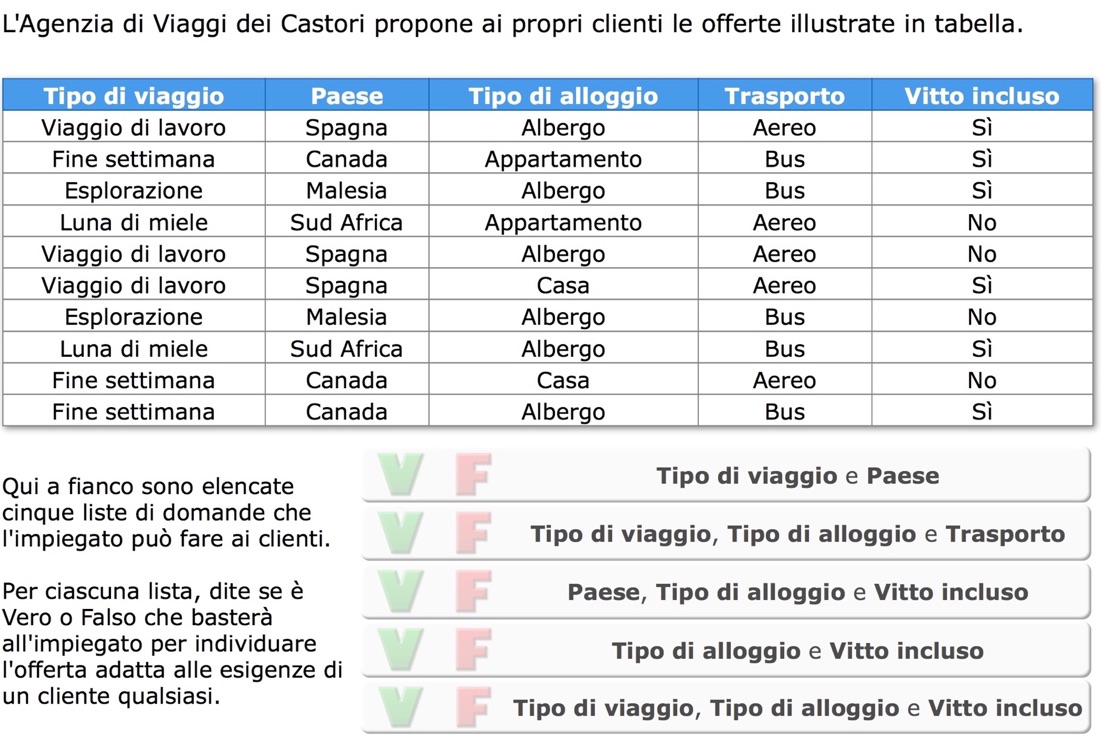 L'Agenzia di Viaggi dei Castori propone ai propri clienti le offerte illustrate in tabella.
Tipo di viaggio Paese Tipo di alloggio Trasporto Vitto incluso
Viaggio di lavoro Spagna Albergo Aereo Sì
Fine settimana Canada Appartamento Bus Sì
Esplorazione Malesia Albergo Bus Sì
Luna di miele Sud Africa Appartamento Aereo No
Viaggio di lavoro Spagna Albergo Aereo No
Viaggio di lavoro Spagna Casa Aereo Sì
Esplorazione Malesia Albergo Bus No
Luna di miele Sud Africa Albergo Bus Sì
Fine settimana Canada Casa Aereo No
Fine settimana Canada Albergo Bus Sì
Qui a fianco sono elencate
cinque liste di domande che
l'impiegato può fare ai clienti.
Per ciascuna lista, dite se è
Vero o Falso che basterà
all'impiegato per individuare
l'offerta adatta alle esigenze di
un cliente qualsiasi.
V F Tipo di viaggio e Paese
V F Tipo di viaggio, Tipo di alloggio e Trasporto
V F Paese, Tipo di alloggio e Vitto incluso
V F Tipo di alloggio e Vitto incluso
V F Tipo di viaggio, Tipo di alloggio e Vitto incluso